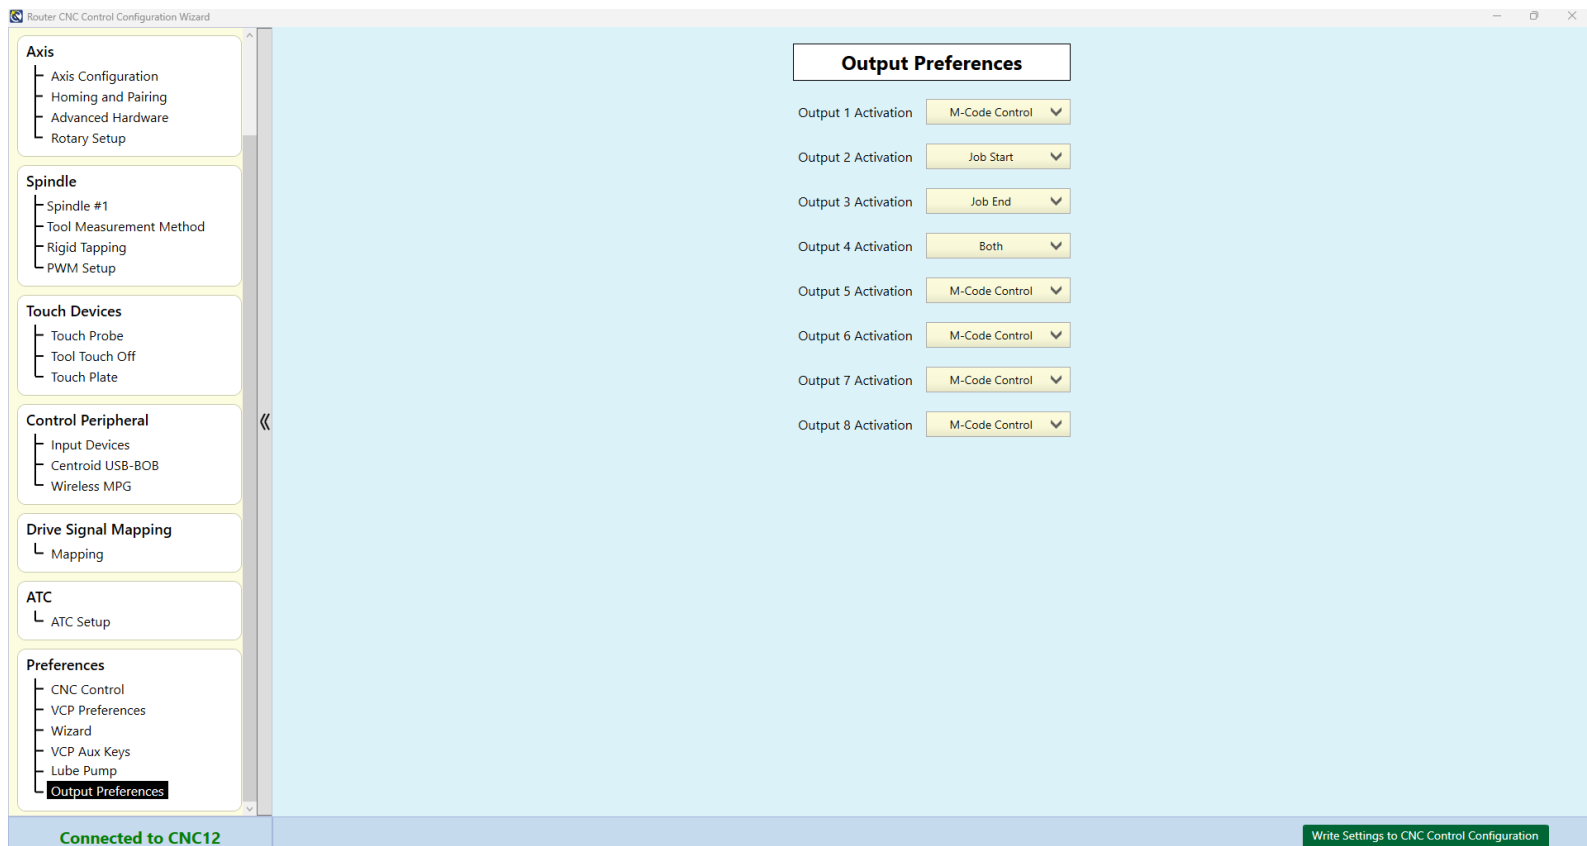 Router CNC Control Configuration Wizard
Axis
Axis Configuration
Homing and Pairing
Advanced Hardware
Rotary Setup
Spindle
Spindle #1
Tool Measurement Method
Rigid Tapping
PWM Setup
Touch Devices
Touch Probe
Tool Touch Off
Touch Plate
Control Peripheral
Input Devices
Centroid USB-BOB
Wireless MPG
Drive Signal Mapping
Mapping
ATC
ATC Setup
Preferences
CNC Control
VCP Preferences
Wizard
VCP Aux Keys
Lube Pump
Output Preferences
Connected to CNC12
Output Preferences
Output 1 Activation M-Code Control
Output 2 Activation Job Start
Output 3 Activation Job End
Output 4 Activation Both
Output 5 Activation M-Code Control
Output 6 Activation M-Code Control
Output 7 Activation M-Code Control
Output 8 Activation M-Code Control
Write Settings to CNC Control Configuration